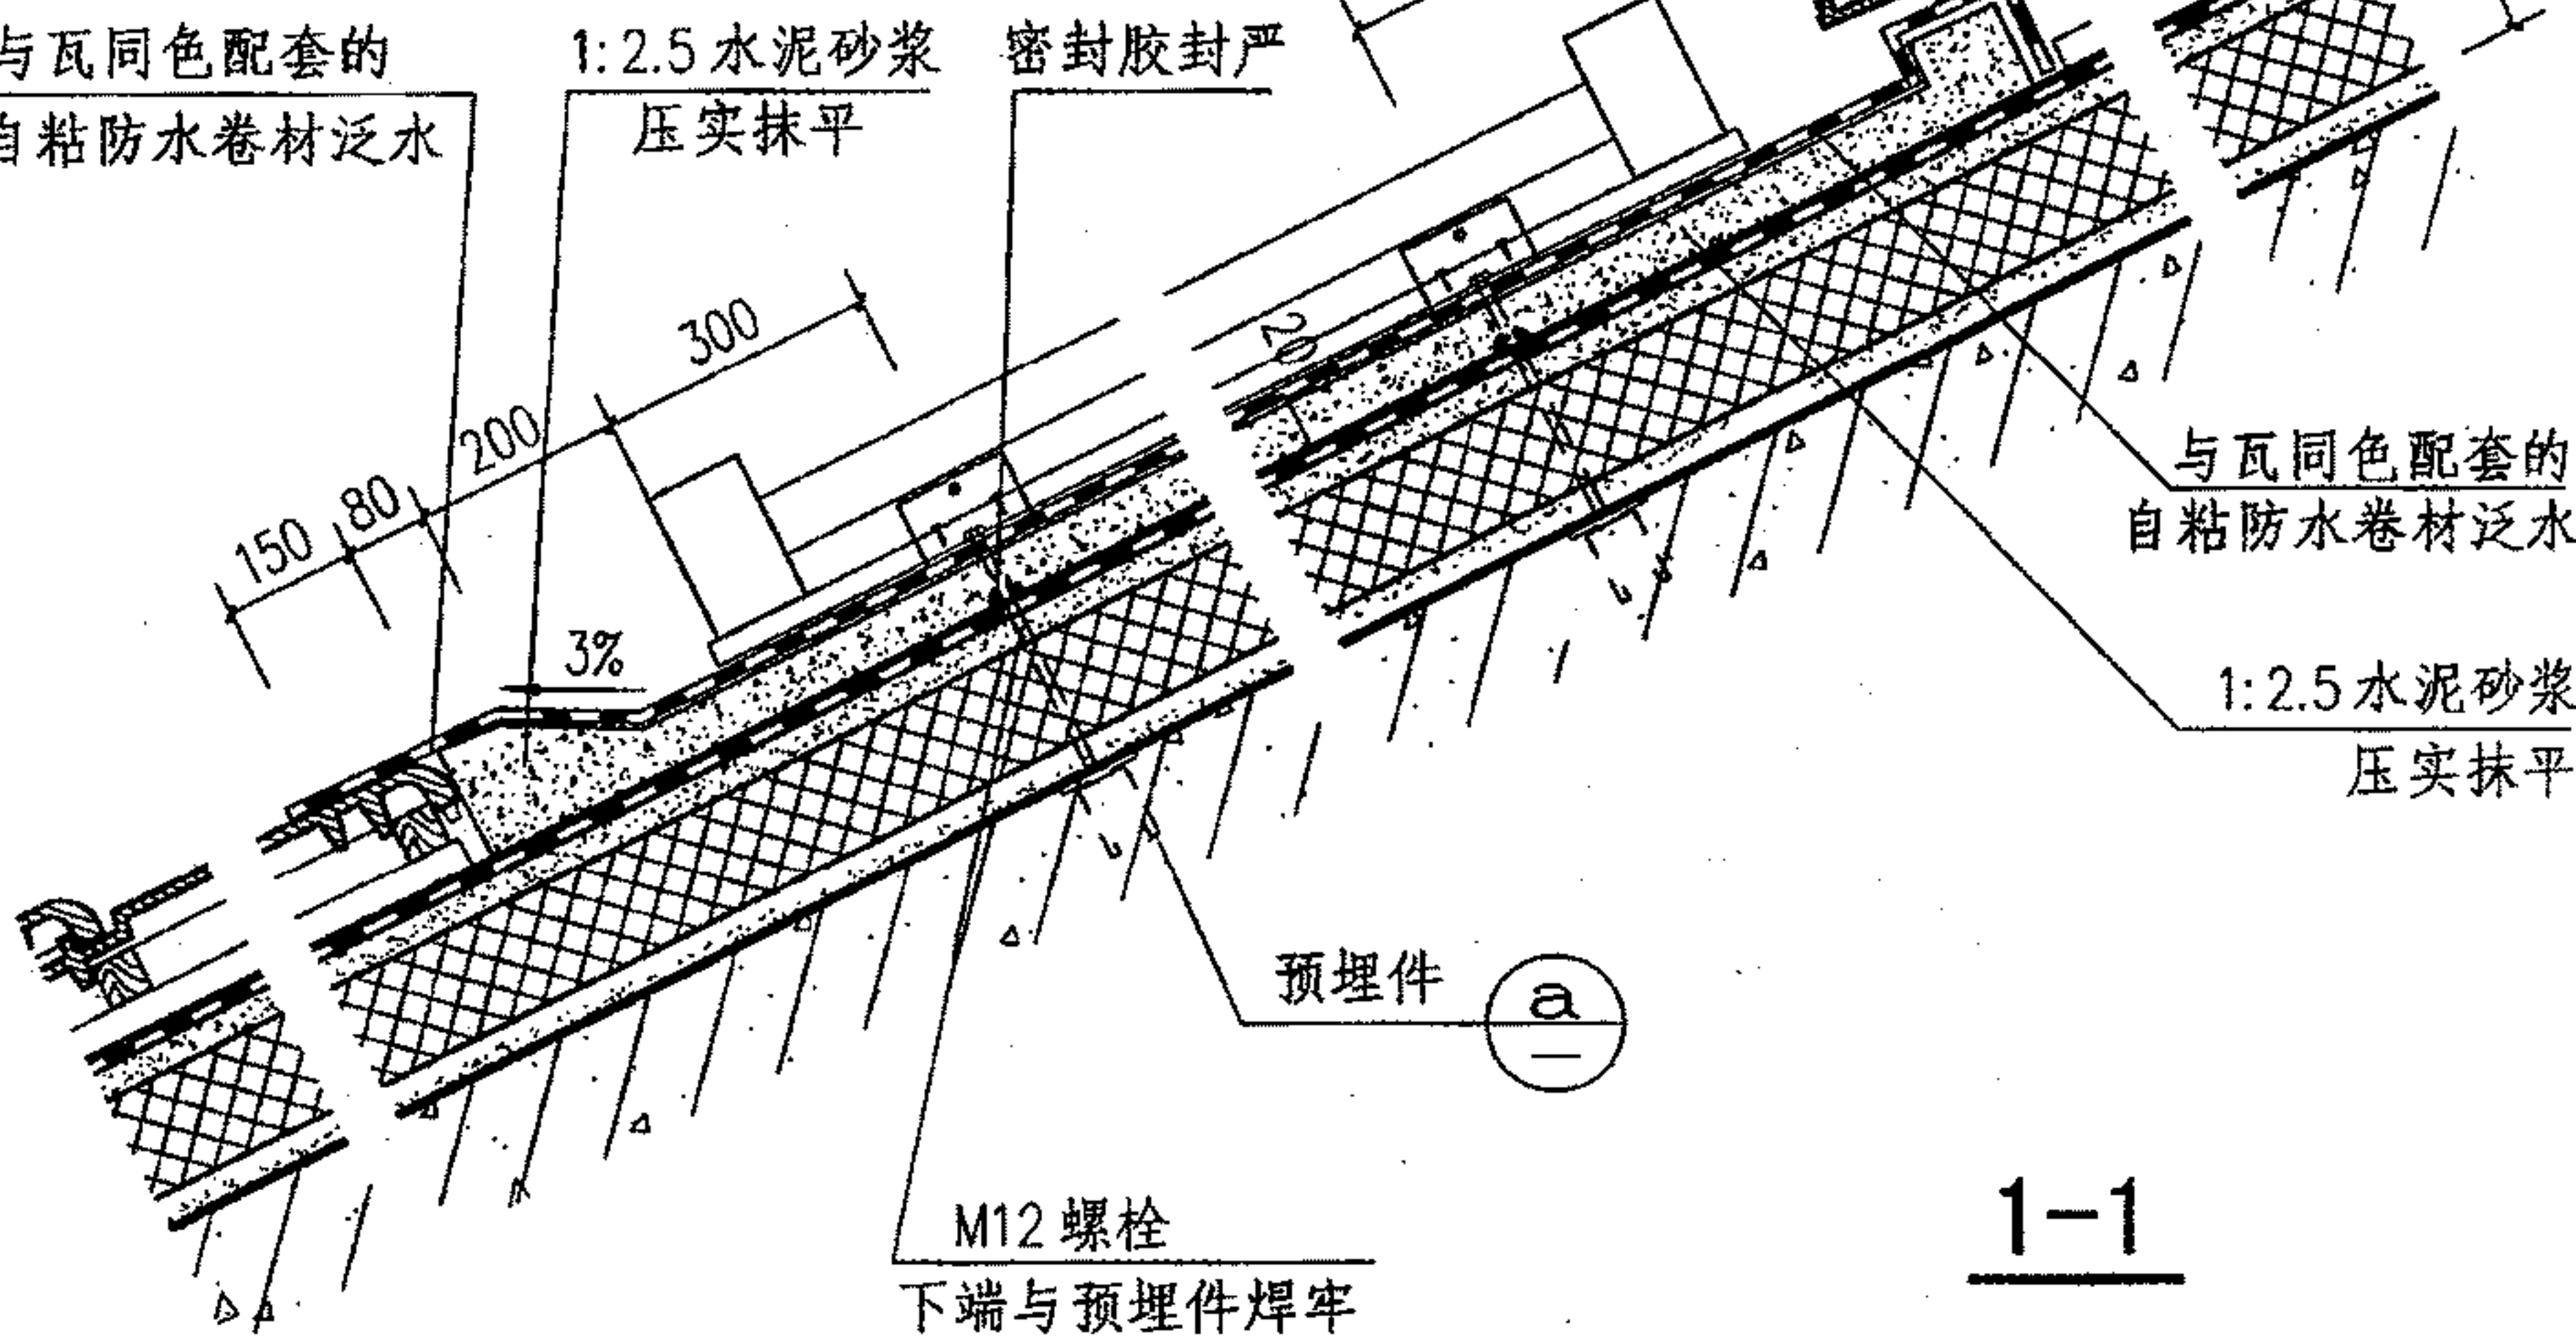 与瓦同色配套的
自粘防水卷材泛水
1:2.5水泥砂浆
压实抹平
密封胶封严
300
200
80
150
3%
20
与瓦同色配套的
自粘防水卷材泛水
1:2.5水泥砂浆
压实抹平
预埋件
a
—
M12螺栓
下端与预埋件焊牢
1-1